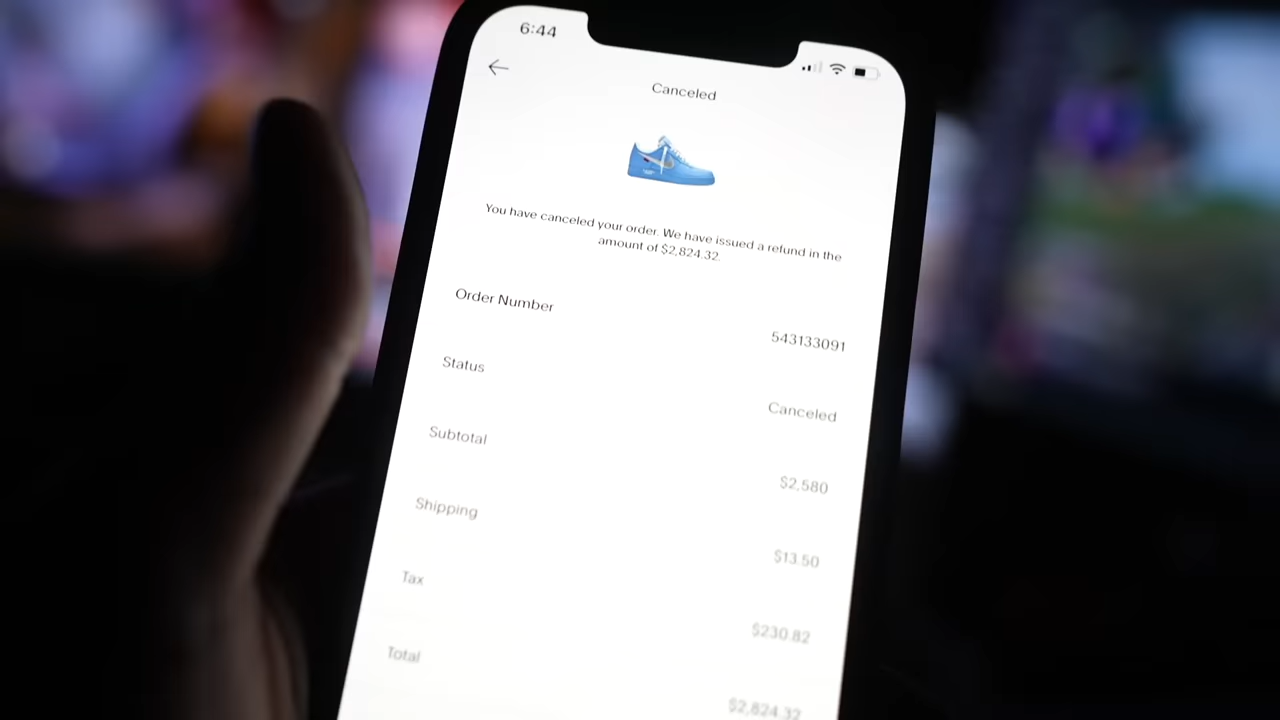 6:44
Canceled
You have canceled your order. We have issued a refund in the
amount of $2,824.32.
Order Number
543133091
Status
Canceled
Subtotal
$2,580
Shipping
$13.50
Tax
$230.82
Total
$2,824.32